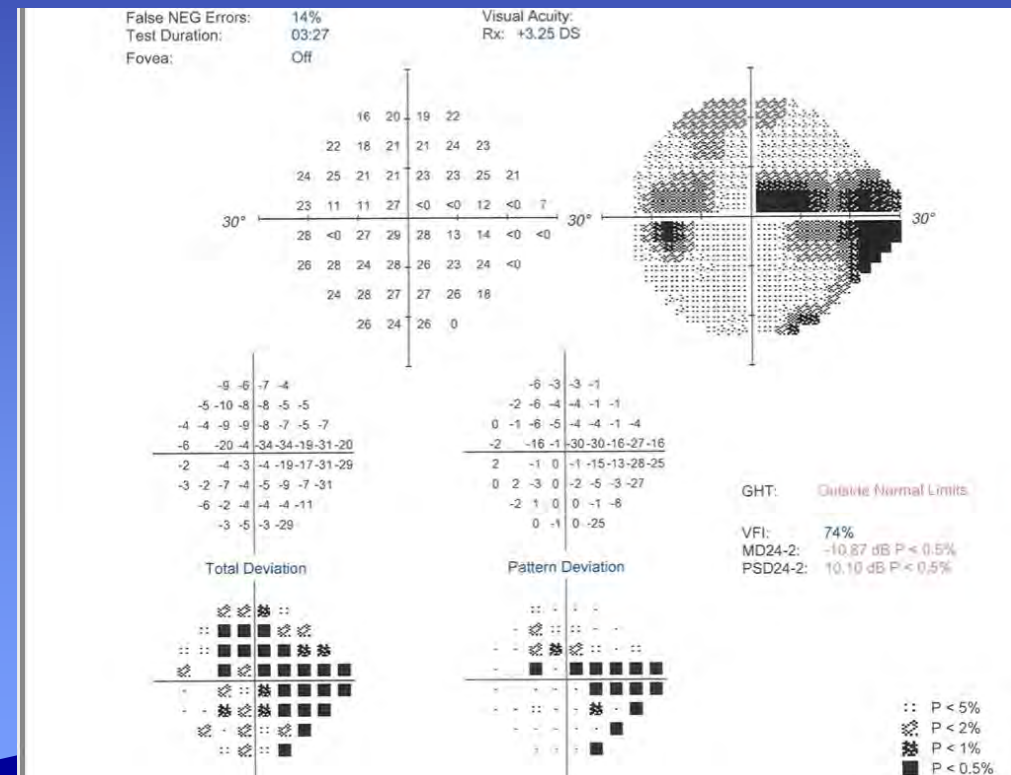 False NEG Errors: 14% Visual Acuity:
Test Duration: 03:27 Rx: +3.25 DS
Fovea: Off
16 20 19 22
22 18 21 21 24 23
24 25 21 21 23 23 25 21
23 11 11 27 <0 <0 12 <0 7
30° 30° 30°
28 <0 27 29 28 13 14 <0 <0
26 28 24 28 26 23 24 <0
24 28 27 27 26 18
26 24 26 0
-9 -6 -7 -4 -6 -3 -3 -1
-5 -10 -8 -8 -5 -5 -2 -6 -4 -4 -1 -1
-4 -4 -9 -9 -8 -7 -5 -7 0 -1 -6 -5 -4 -4 -1 -4
-6 -20 -4 -34 -34 -19 -31 -20 -2 -16 -1 -30 -30 -16 -27 -16
-2 -4 -3 -4 -19 -17 -31 -29 2 -1 0 -1 -15 -13 -28 -25
-3 -2 -7 -4 -5 -9 -7 -31 0 2 -3 0 -2 -5 -3 -27
-6 -2 -4 -4 -4 -11 -2 1 0 0 -1 -8
-3 -5 -3 -29 0 -1 0 -25
GHT: Outside Normal Limits
VFI: 74%
MD24-2: -10.87 dB P < 0.5%
PSD24-2: 10.10 dB P < 0.5%
Total Deviation Pattern Deviation
P < 5%
P < 2%
P < 1%
P < 0.5%